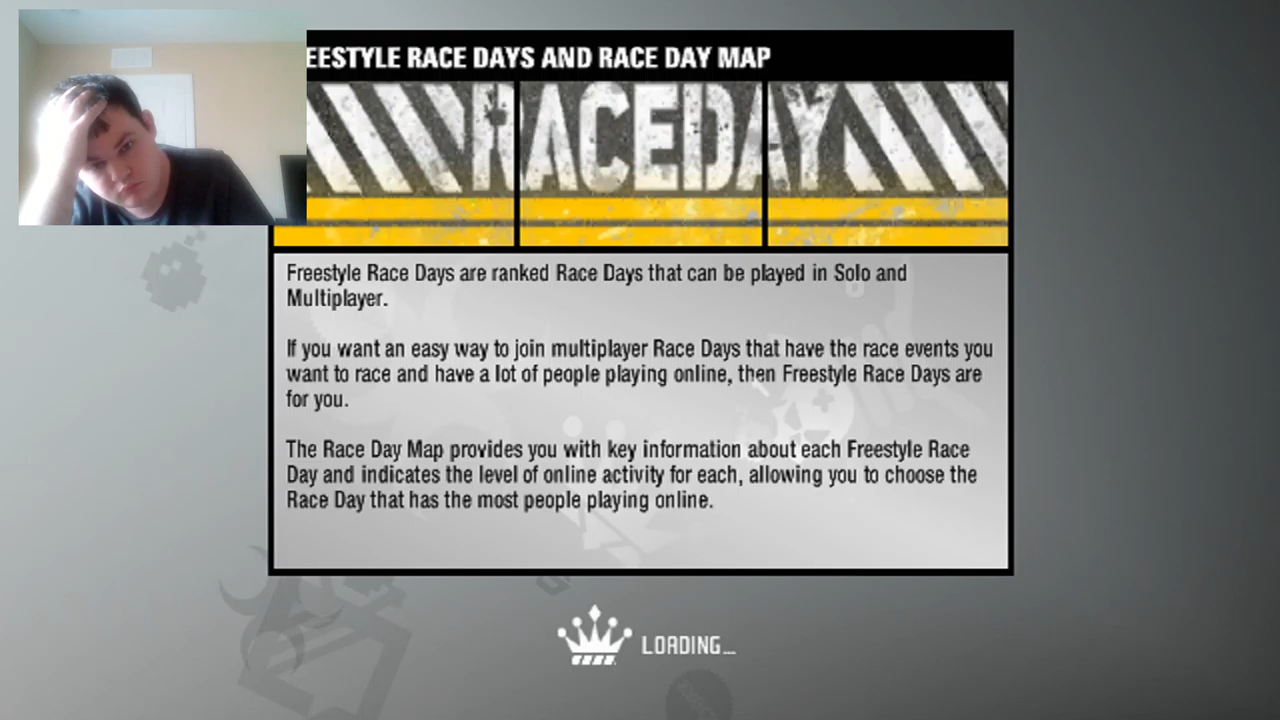 EESTYLE RACE DAYS AND RACE DAY MAP
RACEDAY
Freestyle Race Days are ranked Race Days that can be played in Solo and
Multiplayer.
If you want an easy way to join multiplayer Race Days that have the race events you
want to race and have a lot of people playing online, then Freestyle Race Days are
for you.
The Race Day Map provides you with key information about each Freestyle Race
Day and indicates the level of online activity for each, allowing you to choose the
Race Day that has the most people playing online.
LOADING...